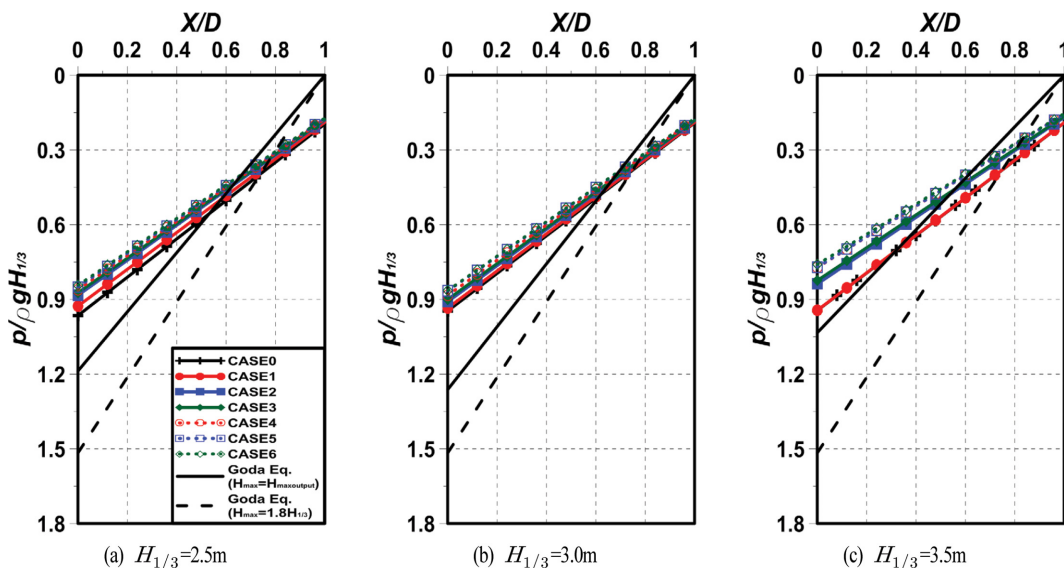 X/D
X/D
X/D
0 0.2 0.4 0.6 0.8 1
0 0.2 0.4 0.6 0.8 1
0 0.2 0.4 0.6 0.8 1
p/ρgH1/3
0
0.3
0.6
0.9
1.2
1.5
1.8
CASE0
CASE1
CASE2
CASE3
CASE4
CASE5
CASE6
Goda Eq.
(Hmax=Hmaxoutput)
Goda Eq.
(Hmax=1.8H1/3)
p/ρgH1/3
0
0.3
0.6
0.9
1.2
1.5
1.8
p/ρgH1/3
0
0.3
0.6
0.9
1.2
1.5
1.8
(a) H1/3=2.5m
(b) H1/3=3.0m
(c) H1/3=3.5m